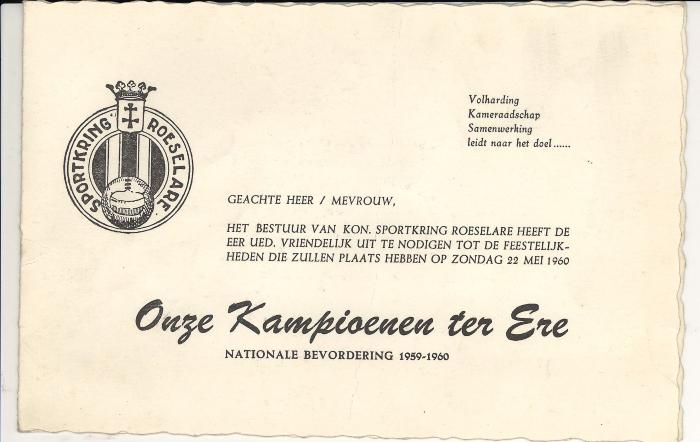 SPORTKRING ROESELARE
Volharding
Kameraadschap
Samenwerking
leidt naar het doel......
GEACHTE HEER / MEVROUW,
HET BESTUUR VAN KON. SPORTKRING ROESELARE HEEFT DE
EER UED. VRIENDELIJK UIT TE NODIGEN TOT DE FEESTELIJK-
HEDEN DIE ZULLEN PLAATS HEBBEN OP ZONDAG 22 MEI 1960
Onze Kampioenen ter Ere
NATIONALE BEVORDERING 1959-1960